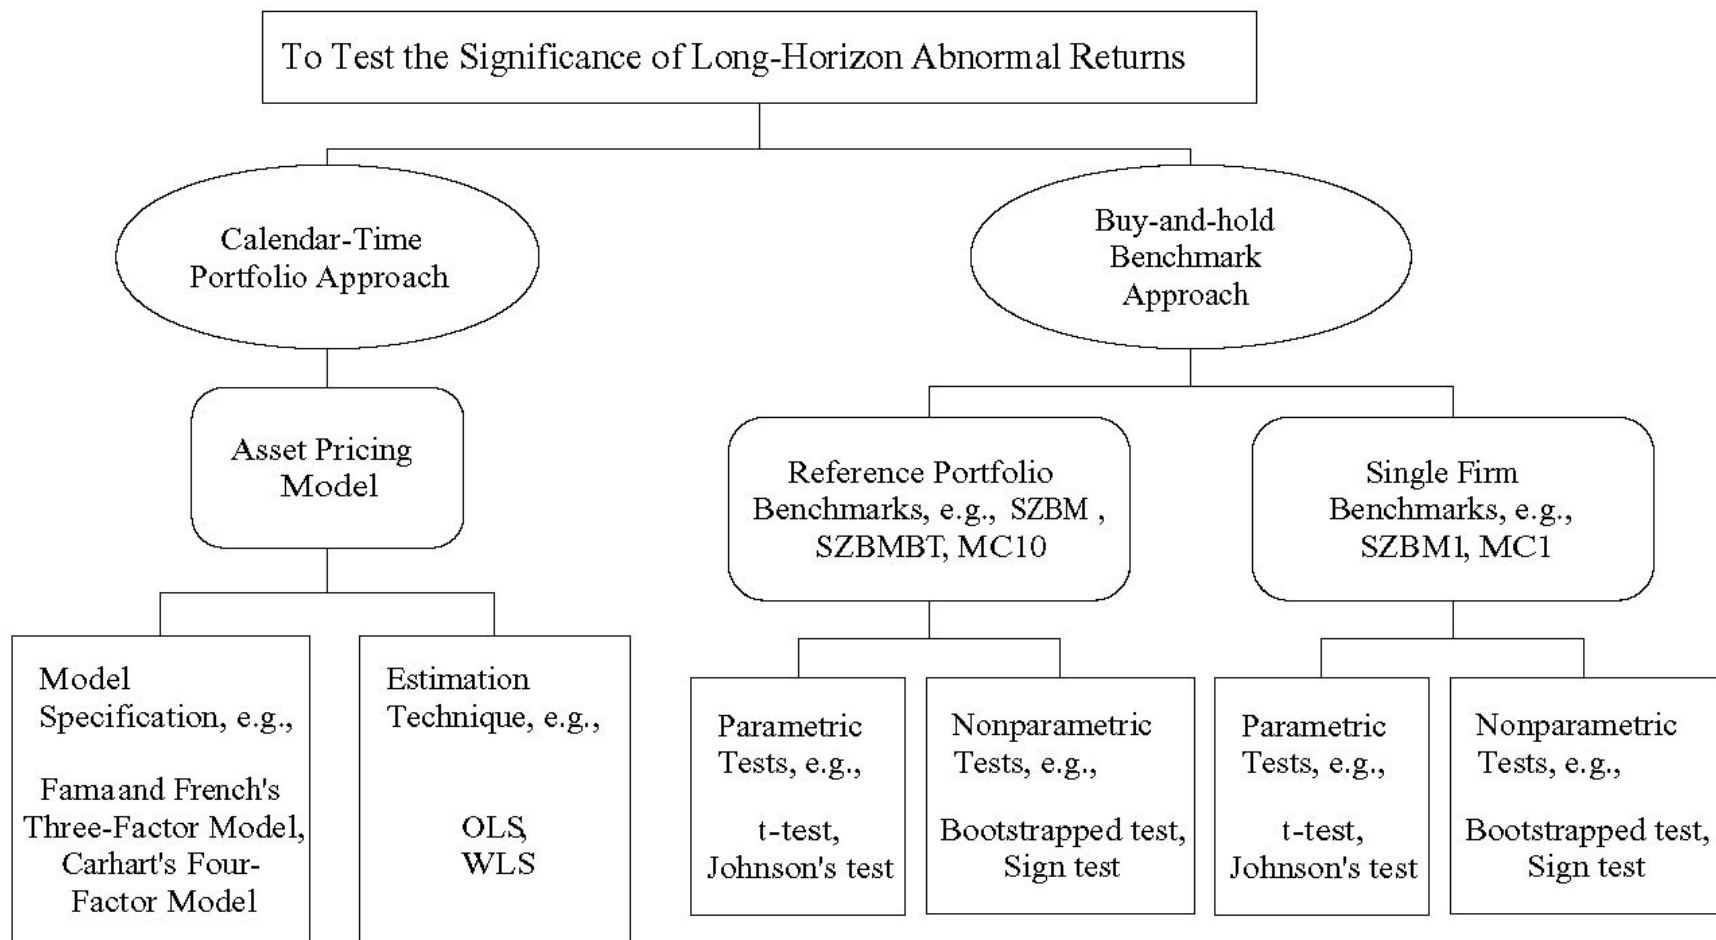 To Test the Significance of Long-Horizon Abnormal Returns
Calendar-Time
Portfolio Approach
Buy-and-hold
Benchmark
Approach
Asset Pricing
Model
Reference Portfolio
Benchmarks, e.g., SZBM ,
SZBMBT, MC10
Single Firm
Benchmarks, e.g.,
SZBM1, MC1
Model
Specification, e.g.,
Fama and French's
Three-Factor Model,
Carhart's Four-
Factor Model
Estimation
Technique, e.g.,
OLS,
WLS
Parametric
Tests, e.g.,
t-test,
Johnson's test
Nonparametric
Tests, e.g.,
Bootstrapped test,
Sign test
Parametric
Tests, e.g.,
t-test,
Johnson's test
Nonparametric
Tests, e.g.,
Bootstrapped test,
Sign test